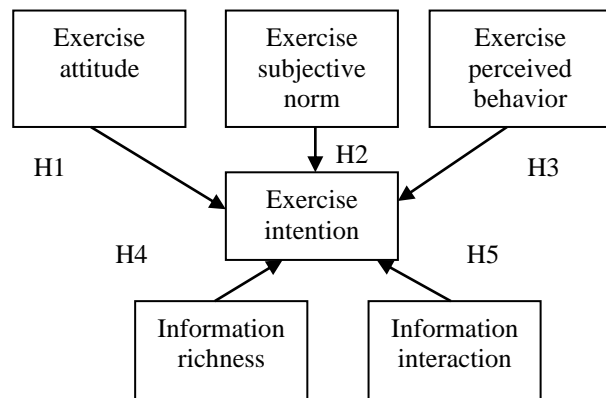 Exercise
attitude
Exercise
subjective
norm
Exercise
perceived
behavior
H1
H2
H3
Exercise
intention
H4
H5
Information
richness
Information
interaction